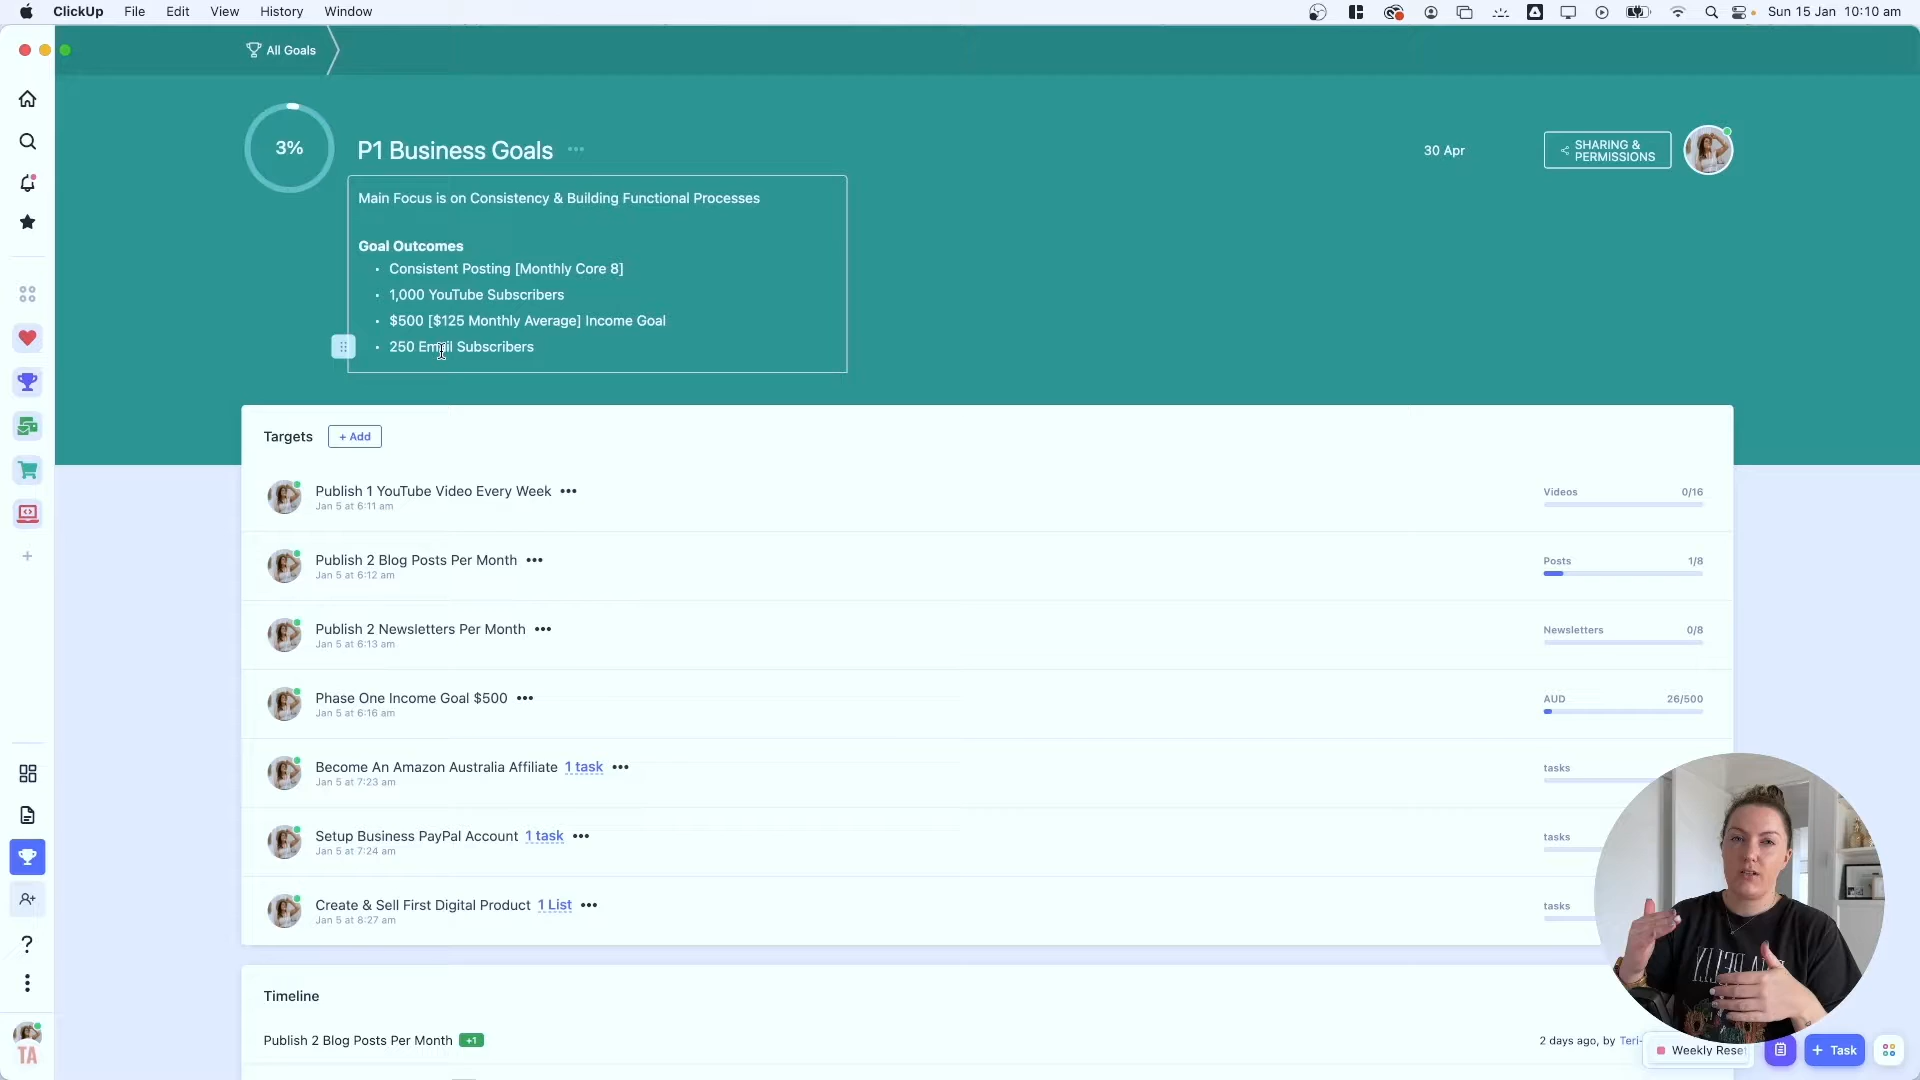 ClickUp File Edit View History Window Sun 15 Jan 10:10 am
All Goals
3%
P1 Business Goals
30 Apr
SHARING &
PERMISSIONS
Main Focus is on Consistency & Building Functional Processes
Goal Outcomes
• Consistent Posting [Monthly Core 8]
• 1,000 YouTube Subscribers
• $500 [$125 Monthly Average] Income Goal
• 250 Email Subscribers
Targets + Add
Publish 1 YouTube Video Every Week
Jan 5 at 6:11 am
Videos 0/16
Publish 2 Blog Posts Per Month
Jan 5 at 6:12 am
Posts 1/8
Publish 2 Newsletters Per Month
Jan 5 at 6:13 am
Newsletters 0/8
Phase One Income Goal $500
Jan 5 at 6:16 am
AUD 26/500
Become An Amazon Australia Affiliate 1 task
Jan 5 at 7:23 am
tasks
Setup Business PayPal Account 1 task
Jan 5 at 7:24 am
tasks
Create & Sell First Digital Product 1 List
Jan 5 at 8:27 am
tasks
Timeline
Publish 2 Blog Posts Per Month +1
2 days ago, by Teri-
TA
Weekly Reset
+ Task